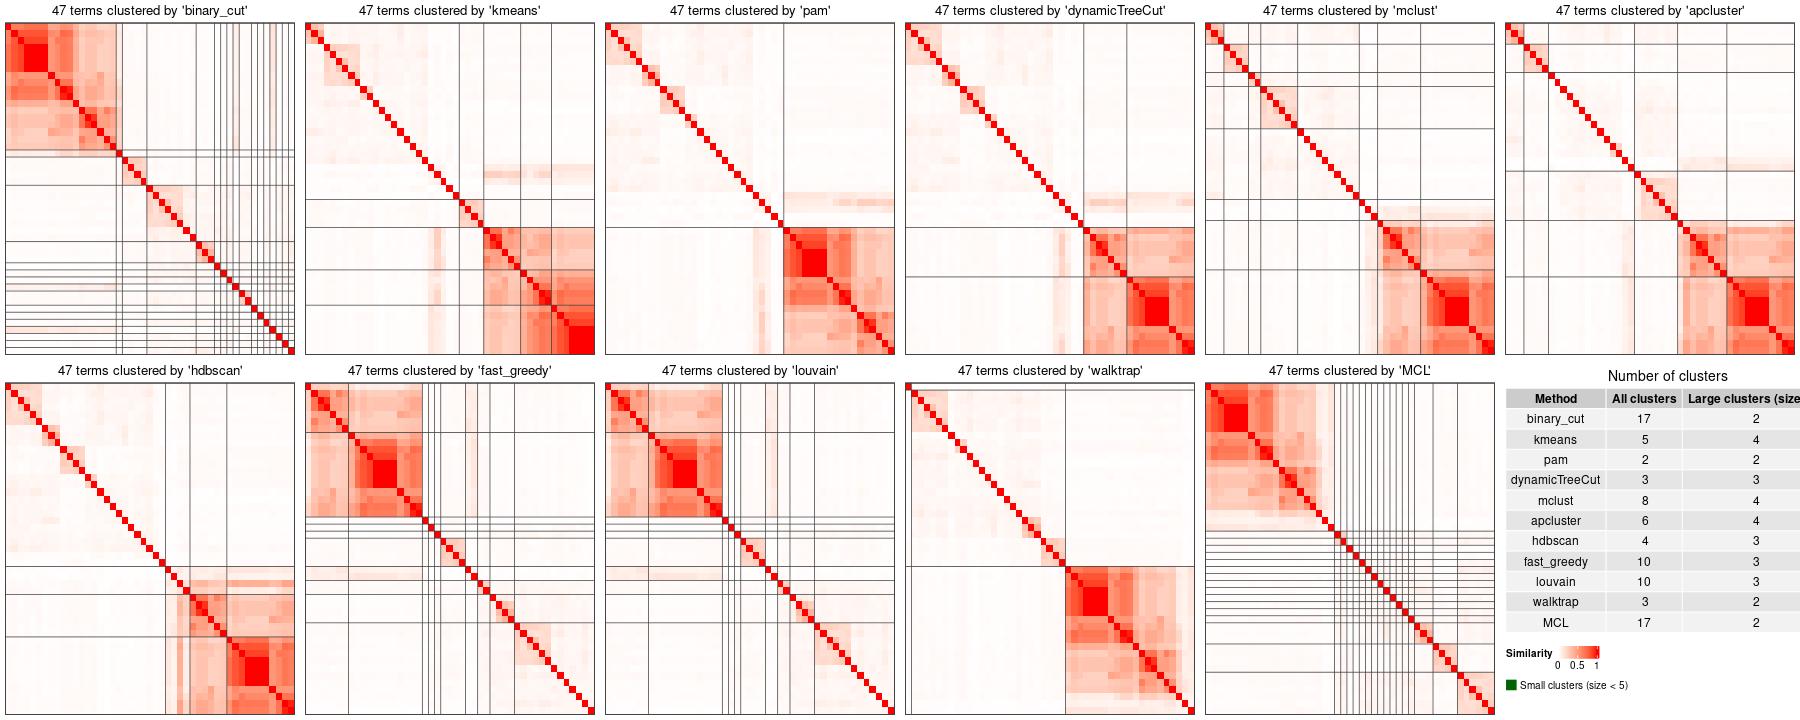 47 terms clustered by 'binary_cut'
47 terms clustered by 'kmeans'
47 terms clustered by 'pam'
47 terms clustered by 'dynamicTreeCut'
47 terms clustered by 'mclust'
47 terms clustered by 'apcluster'
47 terms clustered by 'hdbscan'
47 terms clustered by 'fast_greedy'
47 terms clustered by 'louvain'
47 terms clustered by 'walktrap'
47 terms clustered by 'MCL'
Number of clusters
Method All clusters Large clusters (size
binary_cut 17 2
kmeans 5 4
pam 2 2
dynamicTreeCut 3 3
mclust 8 4
apcluster 6 4
hdbscan 4 3
fast_greedy 10 3
louvain 10 3
walktrap 3 2
MCL 17 2
Similarity
0 0.5 1
Small clusters (size < 5)